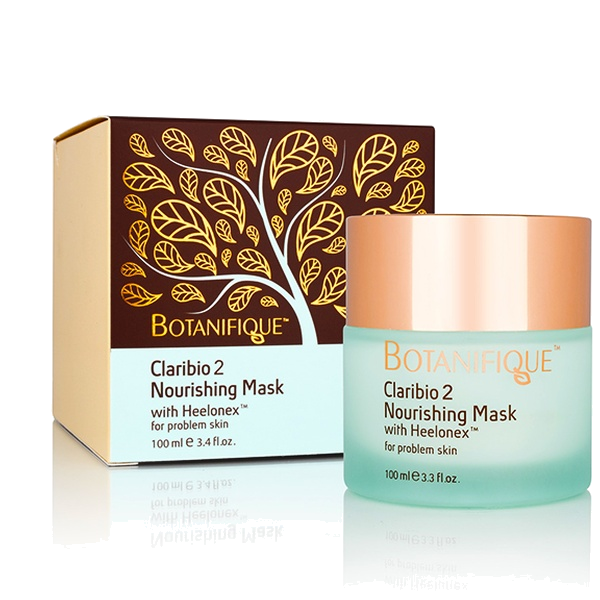 BOTANIFIQUE™
Claribio 2
Nourishing Mask
with Heelonex™
for problem skin
100 ml e 3.4 fl.oz.
BOTANIFIQUE™
Claribio 2
Nourishing Mask
with Heelonex™
for problem skin
100 ml e 3.3 fl.oz.